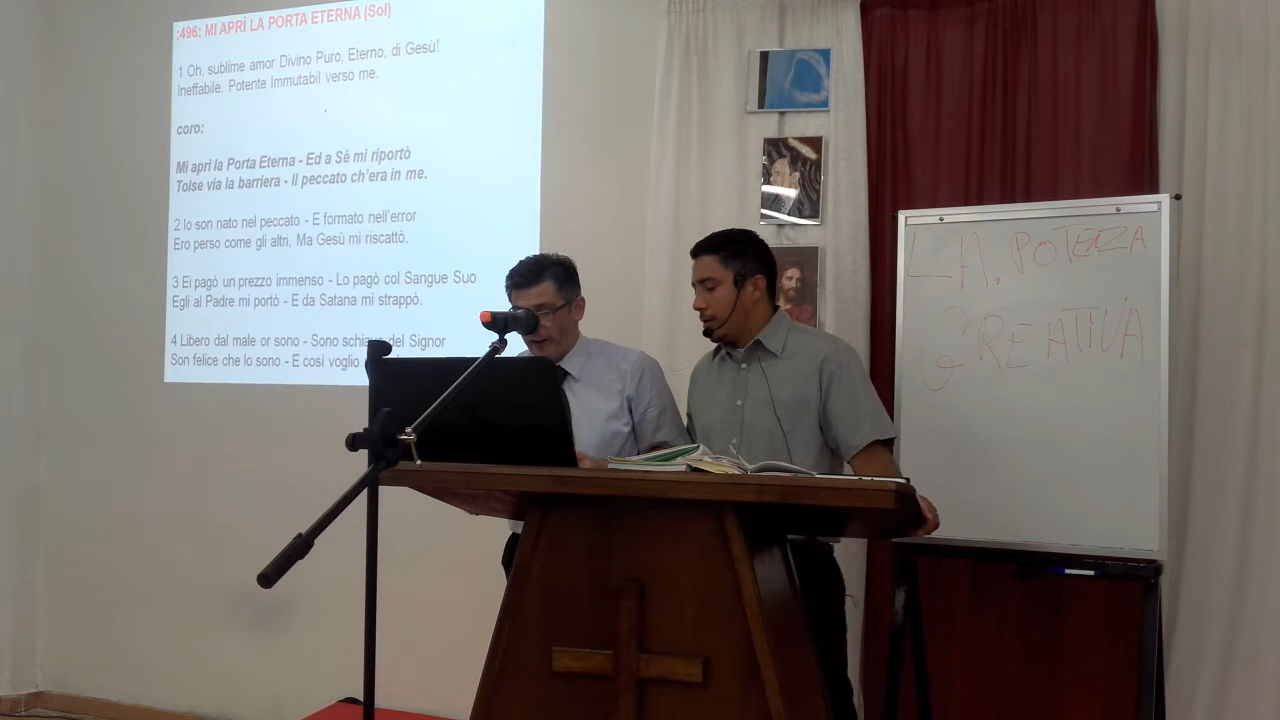 :496: MI APRÌ LA PORTA ETERNA (Sol)
1 Oh, sublime amor Divino Puro, Eterno, di Gesù!
Ineffabile, Potente Immutabil verso me.
coro:
Mi aprì la Porta Eterna - Ed a Sé mi riportò
Tolse via la barriera - Il peccato ch'era in me.
2 Io son nato nel peccato - E formato nell'error
Ero perso come gli altri, Ma Gesù mi riscattò.
3 Ei pagò un prezzo immenso - Lo pagò col Sangue Suo
Egli al Padre mi portò - E da Satana mi strappò.
4 Libero dal male or sono - Sono del Signor
Son felice che lo sono - E così voglio
LA POTENZA
CREATIVA